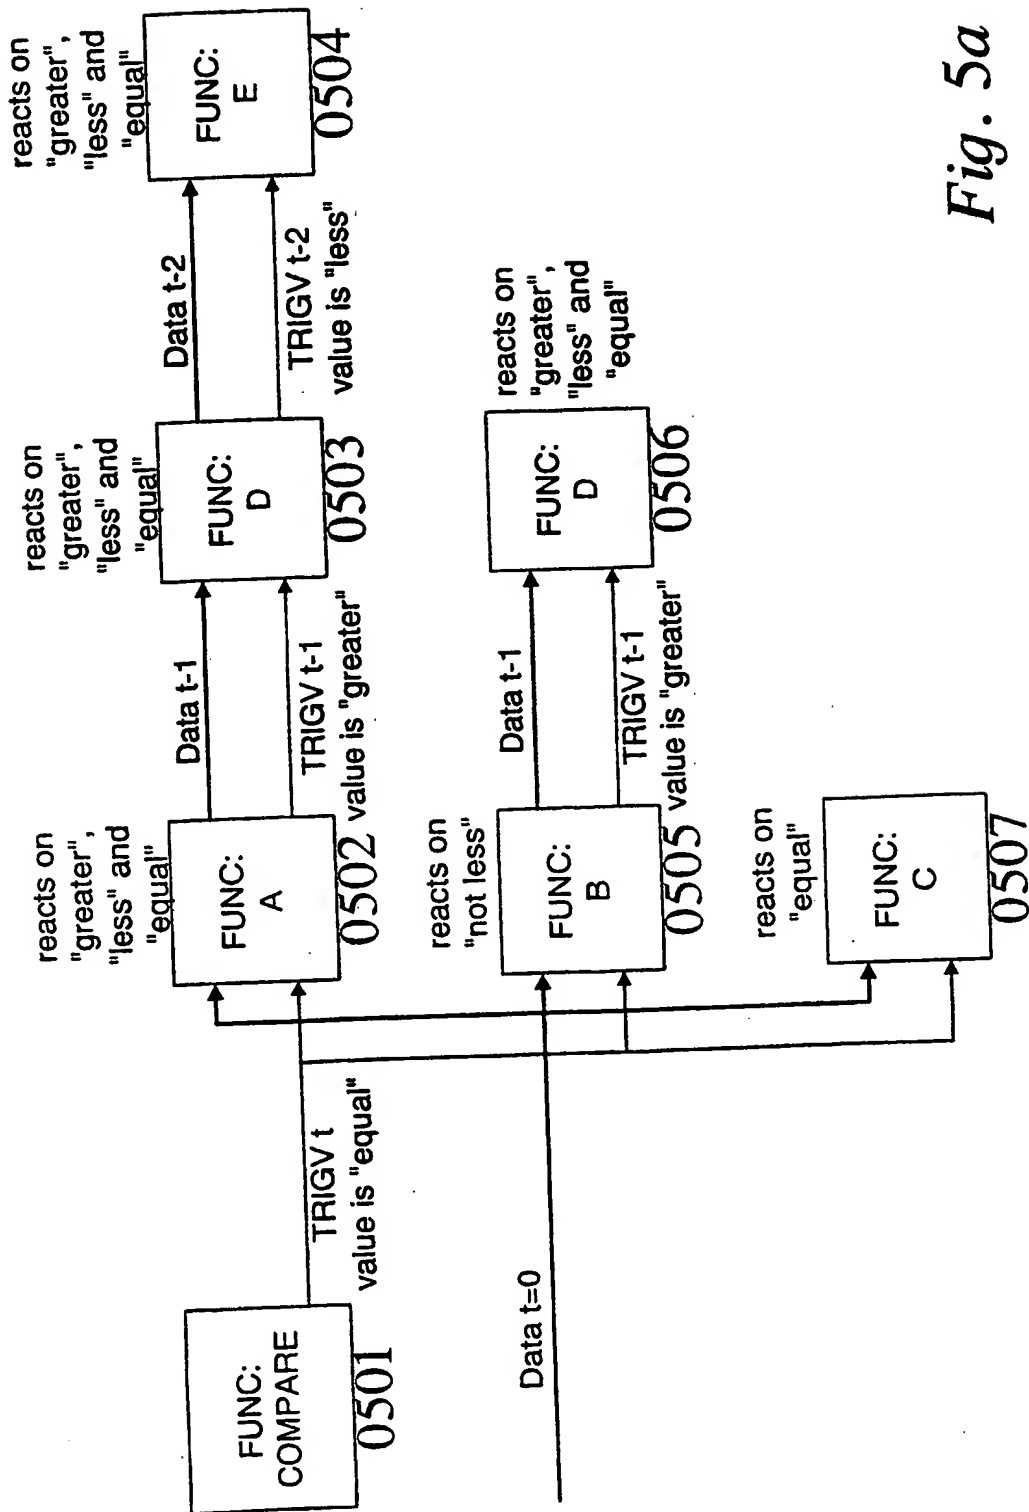 FUNC:
COMPARE
0501
TRIGV t
value is "equal"
reacts on
"greater",
"less" and
"equal"
FUNC:
A
0502
Data t-1
TRIGV t-1
value is "greater"
reacts on
"greater",
"less" and
"equal"
FUNC:
D
0503
Data t-2
TRIGV t-2
value is "less"
reacts on
"greater",
"less" and
"equal"
FUNC:
E
0504
Data t=0
reacts on
"not less"
FUNC:
B
0505
Data t-1
TRIGV t-1
value is "greater"
reacts on
"greater",
"less" and
"equal"
FUNC:
D
0506
reacts on
"equal"
FUNC:
C
0507
Fig. 5a